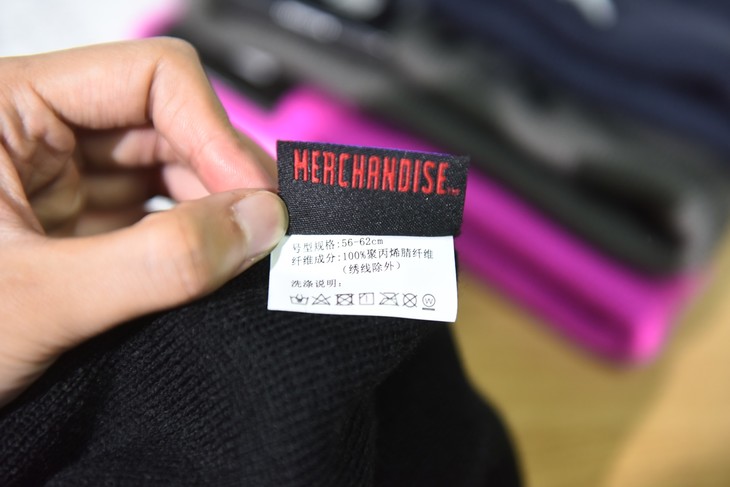 MERCHANDISE
号型规格:56-62cm
纤维成分:100%聚丙烯腈纤维
(绣线除外)
洗涤说明: